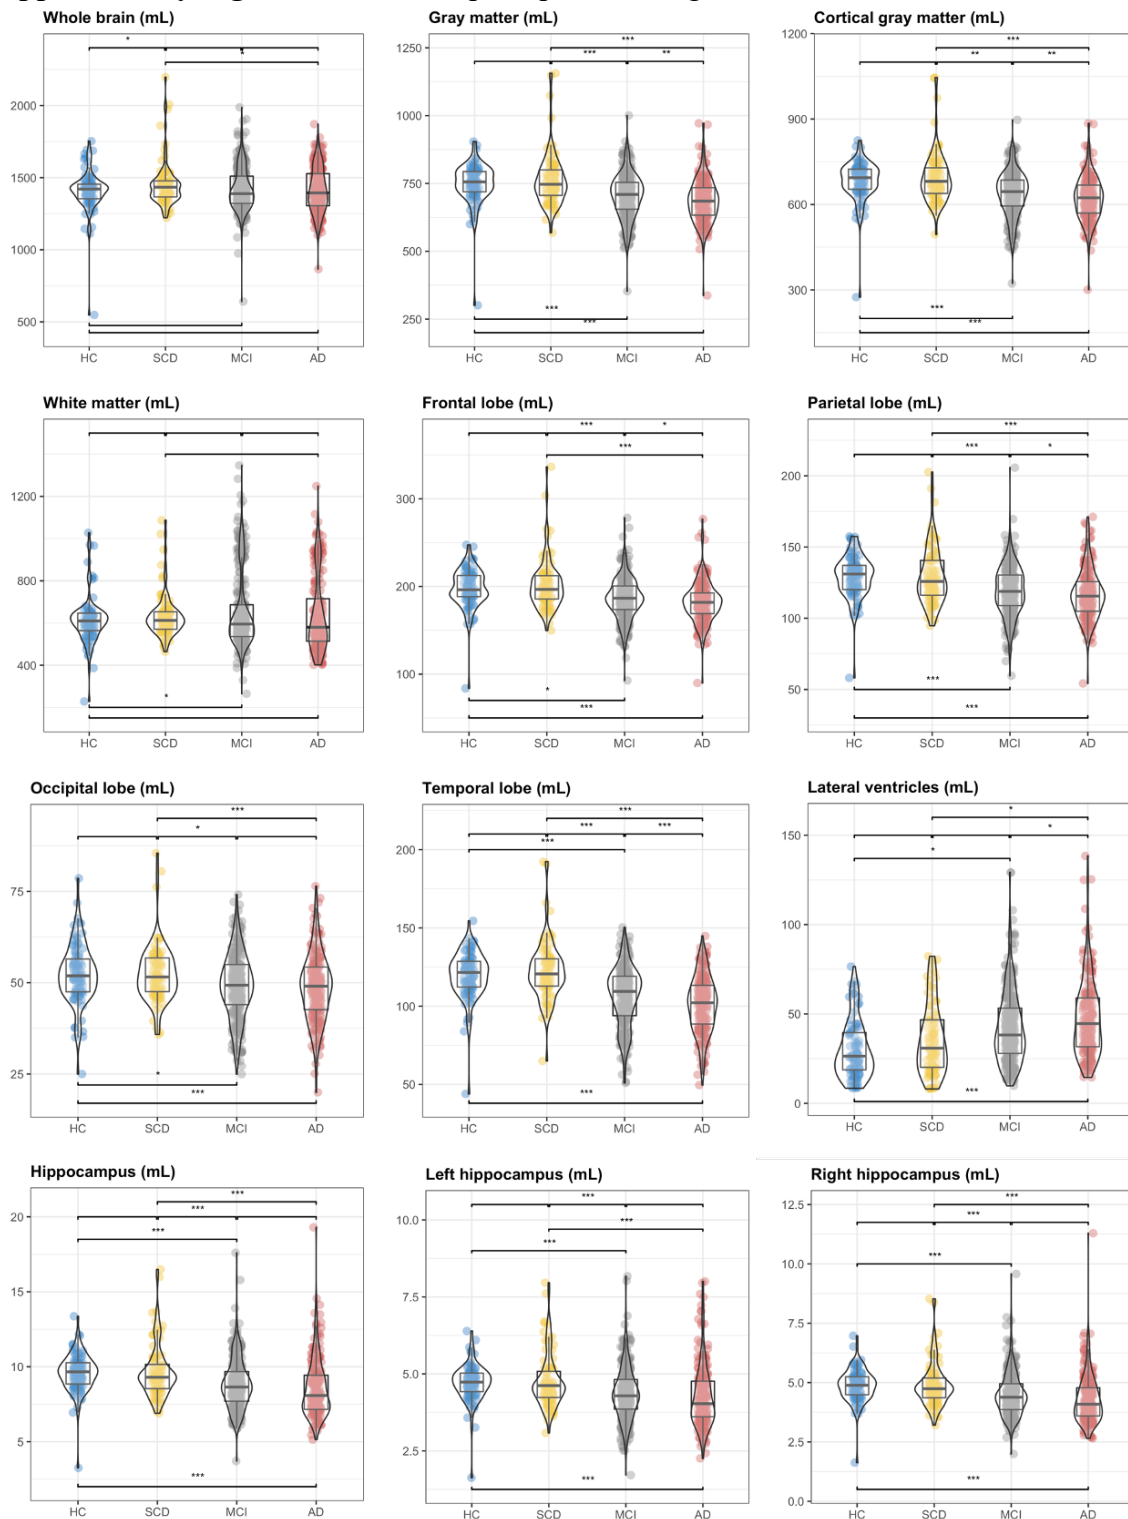 Whole brain (mL)
Gray matter (mL)
Cortical gray matter (mL)
* * 2000 1500 1000 500 HC SCD MCI AD
*** *** ** 1250 1000 750 500 250 *** *** HC SCD MCI AD
*** ** ** 1200 900 600 300 *** *** HC SCD MCI AD
White matter (mL)
Frontal lobe (mL)
Parietal lobe (mL)
1200 800 400 * HC SCD MCI AD
*** * *** 300 200 100 * *** HC SCD MCI AD
*** *** * 200 150 100 50 *** *** HC SCD MCI AD
Occipital lobe (mL)
Temporal lobe (mL)
Lateral ventricles (mL)
*** * 75 50 25 * *** HC SCD MCI AD
*** *** *** *** 200 150 100 50 *** HC SCD MCI AD
* * * 150 100 50 0 *** HC SCD MCI AD
Hippocampus (mL)
Left hippocampus (mL)
Right hippocampus (mL)
*** *** *** 20 15 10 5 *** HC SCD MCI AD
*** *** *** 10.0 7.5 5.0 2.5 *** HC SCD MCI AD
*** *** *** 12.5 10.0 7.5 5.0 2.5 0.0 *** HC SCD MCI AD